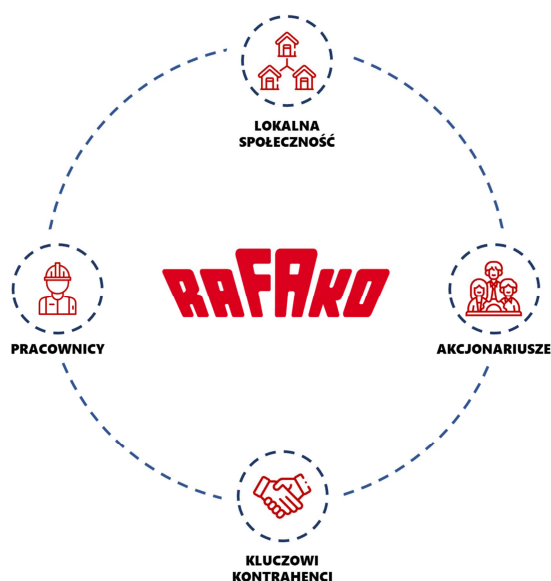 LOKALNA
SPOŁECZNOŚĆ
RAFAKO
PRACOWNICY
AKCJONARIUSZE
KLUCZOWI
KONTRAHENCI